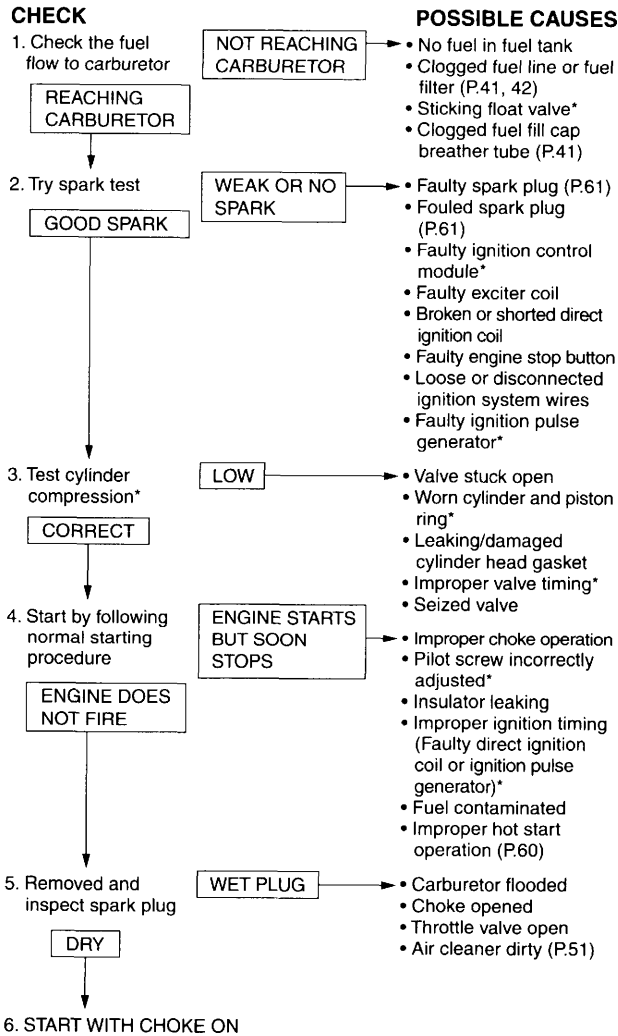 CHECK
POSSIBLE CAUSES
1. Check the fuel
flow to carburetor
NOT REACHING
CARBURETOR
• No fuel in fuel tank
• Clogged fuel line or fuel
filter (P.41, 42)
• Sticking float valve*
• Clogged fuel fill cap
breather tube (P.41)
REACHING
CARBURETOR
2. Try spark test
WEAK OR NO
SPARK
• Faulty spark plug (P.61)
• Fouled spark plug
(P.61)
• Faulty ignition control
module*
• Faulty exciter coil
• Broken or shorted direct
ignition coil
• Faulty engine stop button
• Loose or disconnected
ignition system wires
• Faulty ignition pulse
generator*
GOOD SPARK
3. Test cylinder
compression*
LOW
• Valve stuck open
• Worn cylinder and piston
ring*
• Leaking/damaged
cylinder head gasket
• Improper valve timing*
• Seized valve
CORRECT
4. Start by following
normal starting
procedure
ENGINE STARTS
BUT SOON
STOPS
• Improper choke operation
• Pilot screw incorrectly
adjusted*
• Insulator leaking
• Improper ignition timing
(Faulty direct ignition
coil or ignition pulse
generator)*
• Fuel contaminated
• Improper hot start
operation (P.60)
ENGINE DOES
NOT FIRE
5. Removed and
inspect spark plug
WET PLUG
• Carburetor flooded
• Choke opened
• Throttle valve open
• Air cleaner dirty (P.51)
DRY
6. START WITH CHOKE ON